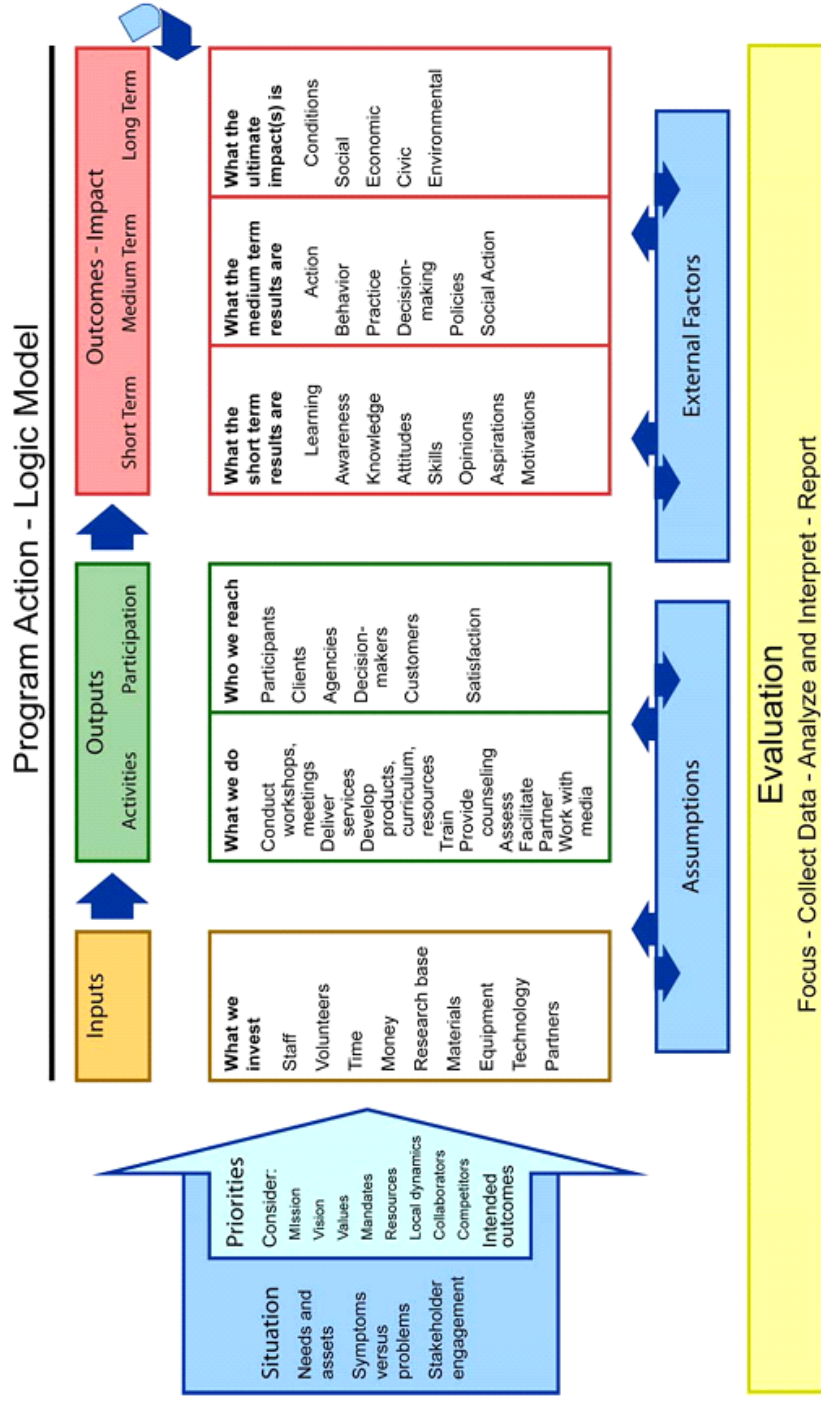 Program Action - Logic Model
Inputs
Outputs
Activities Participation
Outcomes - Impact
Short Term Medium Term Long Term
Situation
Needs and
assets
Symptoms
versus
problems
Stakeholder
engagement
Priorities
Consider:
MIssion
Vision
Values
Mandates
Resources
Local dynamics
Collaborators
Competitors
Intended
outcomes
What we
invest
Staff
Volunteers
Time
Money
Research base
Materials
Equipment
Technology
Partners
What we do
Conduct
workshops,
meetings
Deliver
services
Develop
products,
curriculum,
resources
Train
Provide
counseling
Assess
Facilitate
Partner
Work with
media
Who we reach
Participants
Clients
Agencies
Decision-
makers
Customers
Satisfaction
What the
short term
results are
Learning
Awareness
Knowledge
Attitudes
Skills
Opinions
Aspirations
Motivations
What the
medium term
results are
Action
Behavior
Practice
Decision-
making
Policies
Social Action
What the
ultimate
impact(s) is
Conditions
Social
Economic
Civic
Environmental
Assumptions
External Factors
Evaluation
Focus - Collect Data - Analyze and Interpret - Report